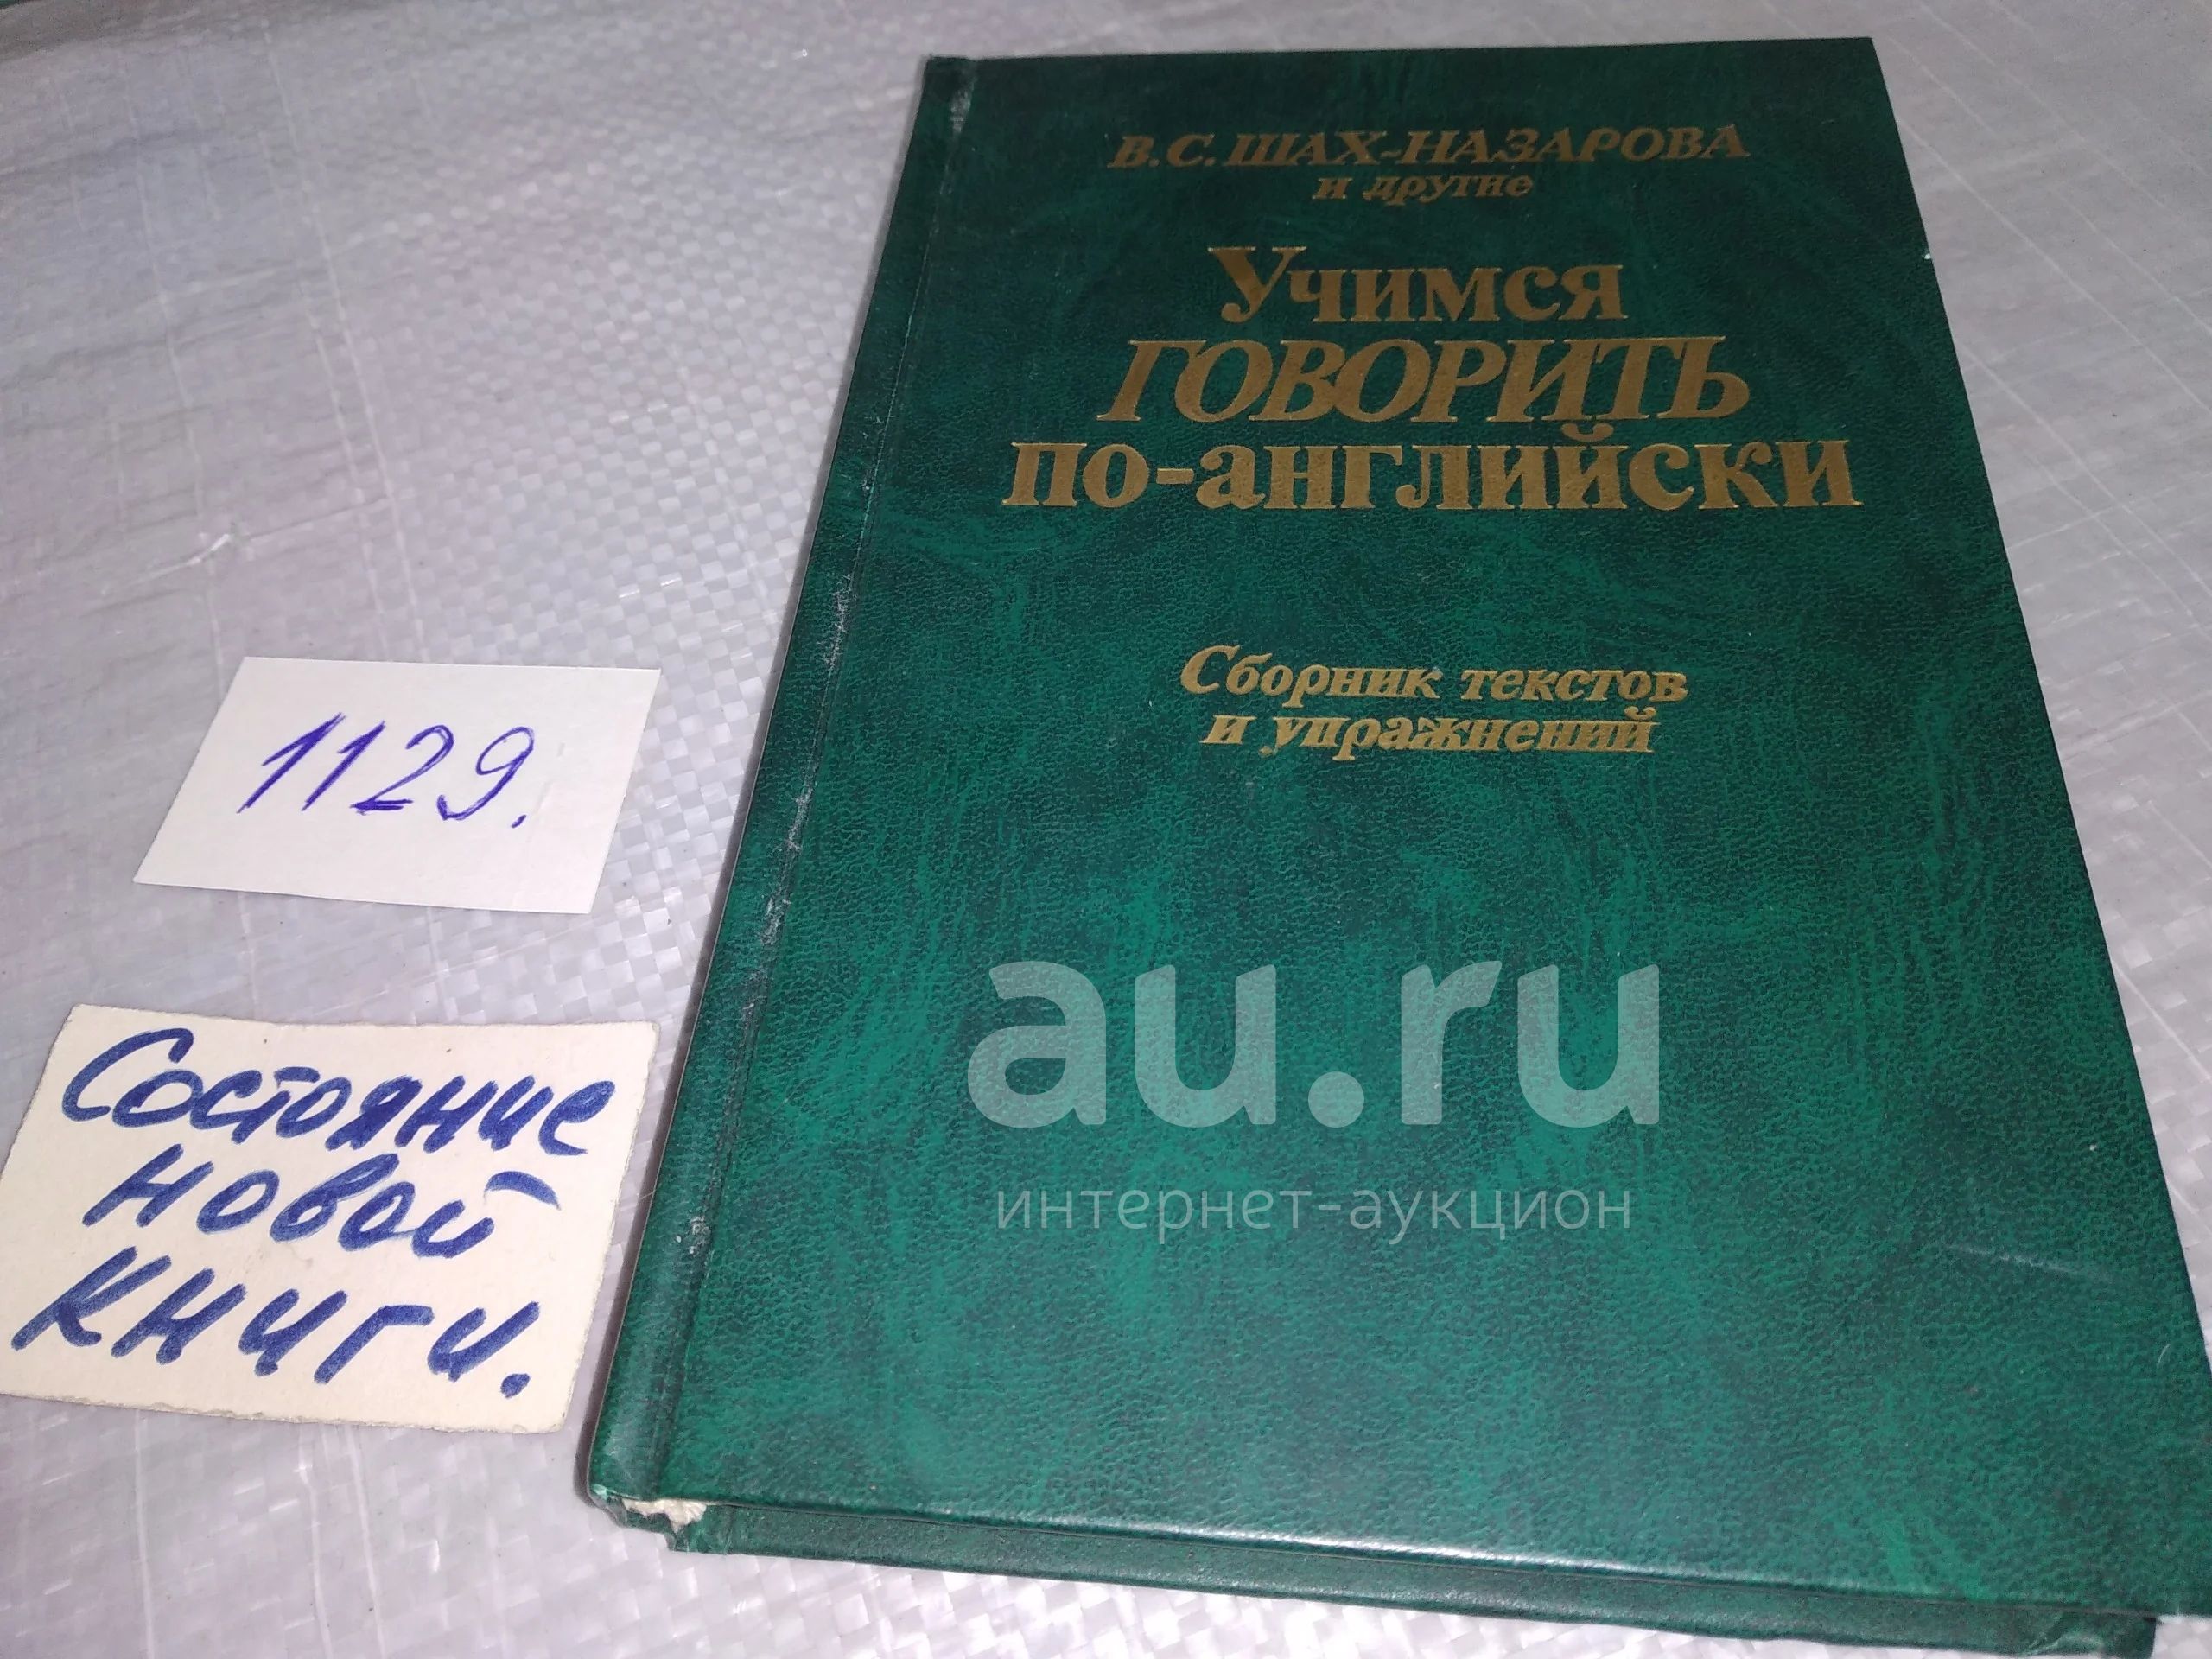 В.С.ШАХ-НАЗАРОВА
и другие
Учимся
ГОВОРИТЬ
по-английски
Сборник текстов
и упражнений
1129.
Состояние
новой
книги.
au.ru
интернет-аукцион